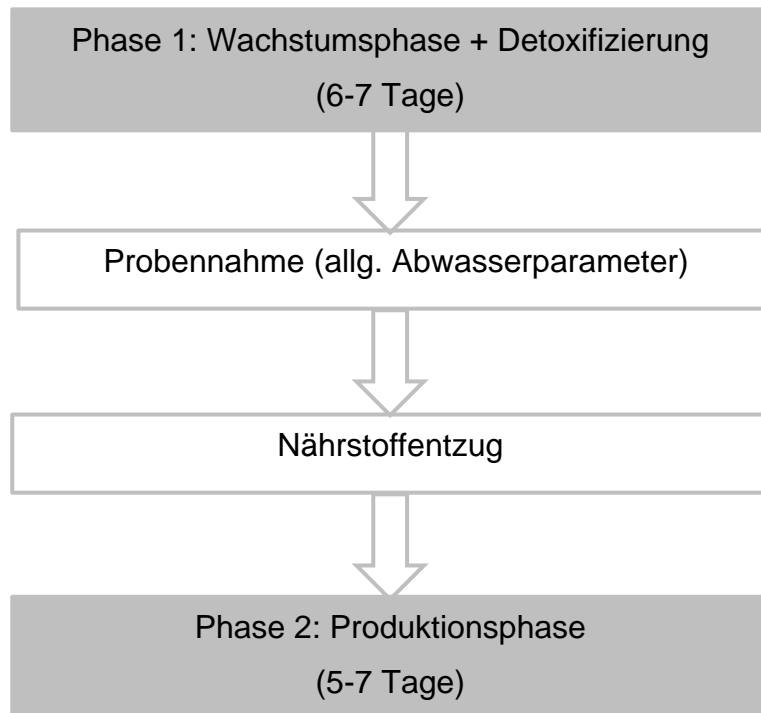 Phase 1: Wachstumsphase + Detoxifizierung
(6-7 Tage)
Probennahme (allg. Abwasserparameter)
Nährstoffentzug
Phase 2: Produktionsphase
(5-7 Tage)